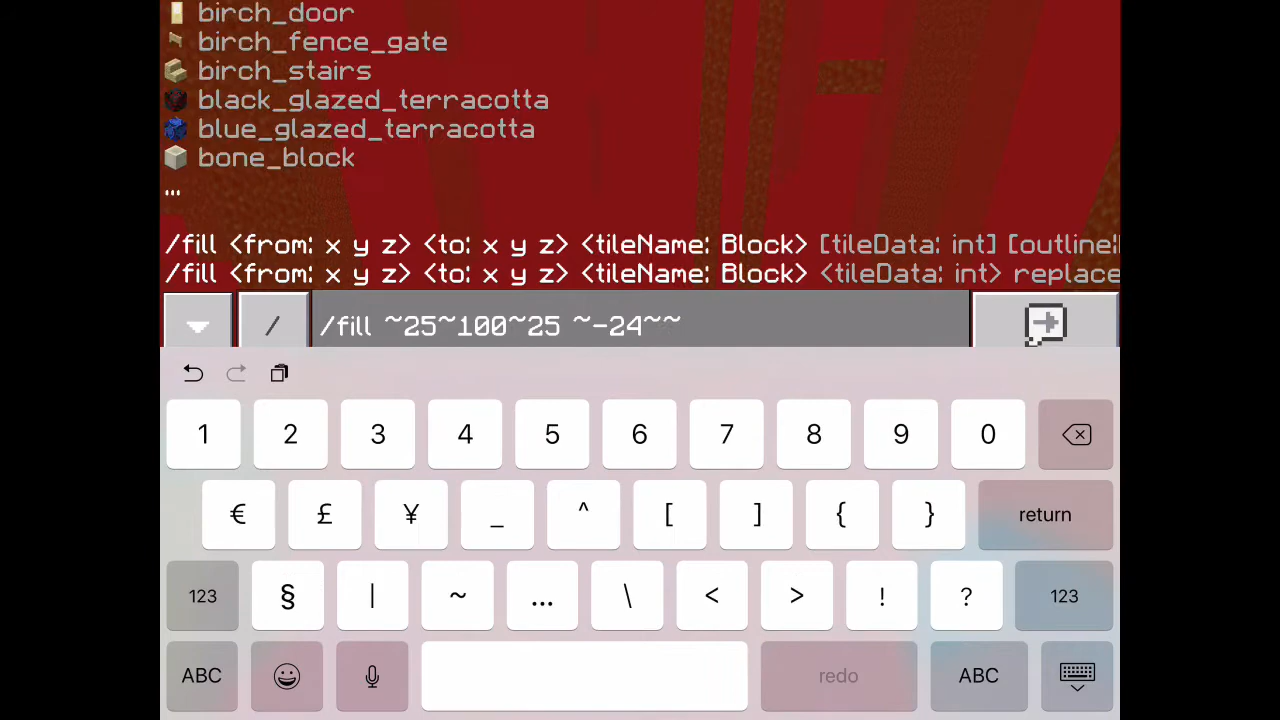 birch_door
birch_fence_gate
birch_stairs
black_glazed_terracotta
blue_glazed_terracotta
bone_block
...
/fill <from: x y z> <to: x y z> <tileName: Block> [tileData: int] [outline|
/fill <from: x y z> <to: x y z> <tileName: Block> <tileData: int> replace
/ /fill ~25~100~25 ~-24~~
1 2 3 4 5 6 7 8 9 0
€ £ ¥ _ ^ [ ] { } return
123 § | ~ ... \ < > ! ? 123
ABC redo ABC